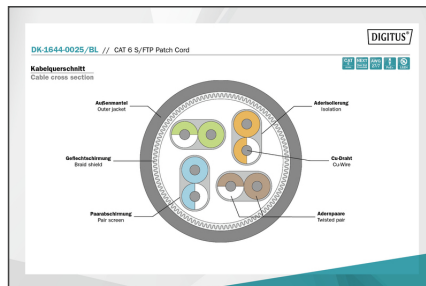 DIGITUS®
DK-1644-0025/BL // CAT 6 S/FTP Patch Cord
Kabelquerschnitt
Cable cross section
Außenmantel
Outer jacket
Aderisolierung
Isolation
Geflechtschirmung
Braid shield
Cu-Draht
Cu-Wire
Paarabschirmung
Pair screen
Adernpaare
Twisted pair